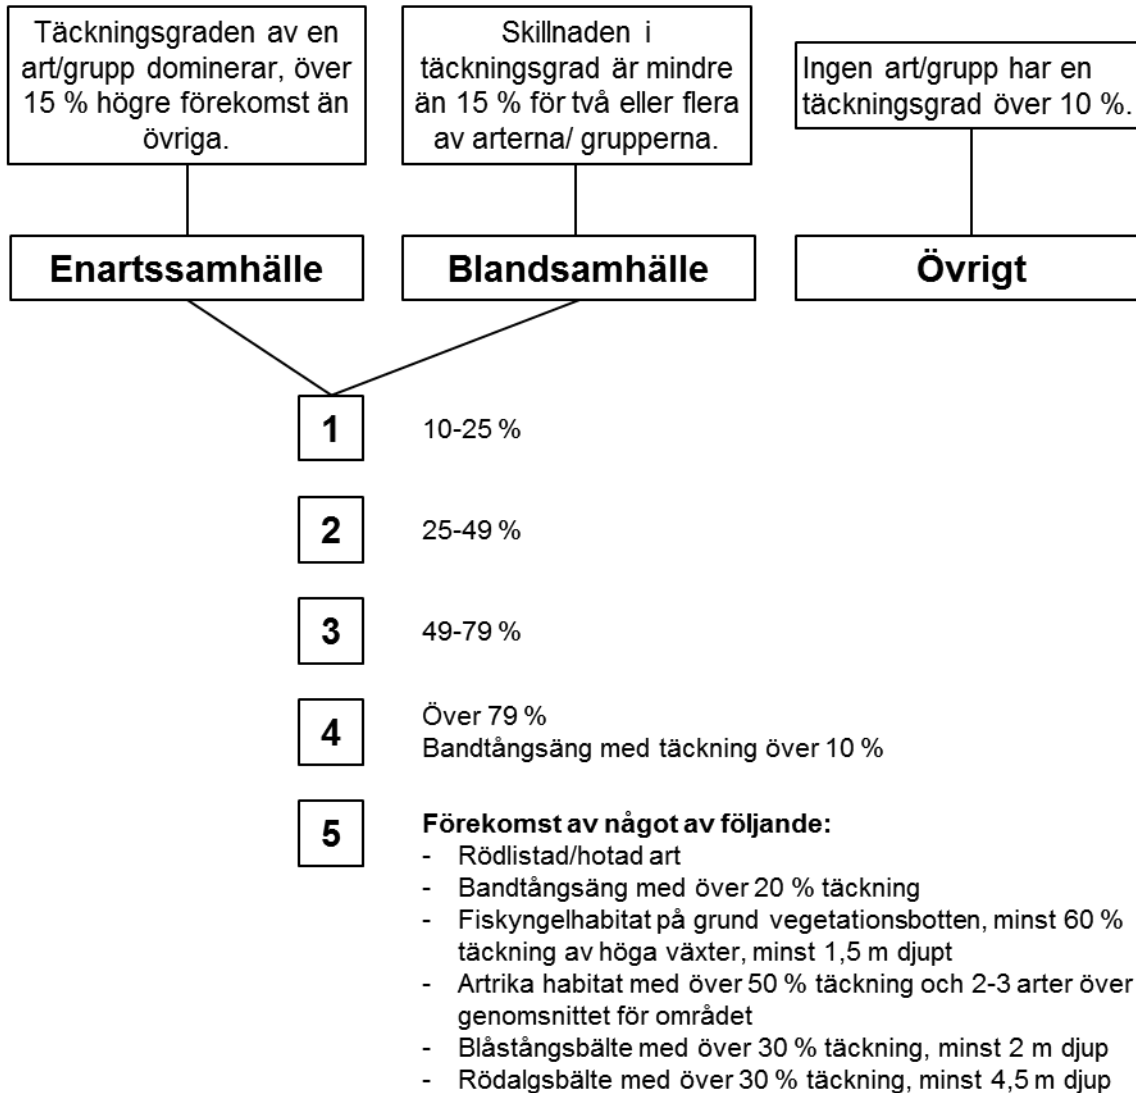 Täckningsgraden av en
art/grupp dominerar, över
15 % högre förekomst än
övriga.
Skillnaden i
täckningsgrad är mindre
än 15 % för två eller flera
av arterna/ grupperna.
Ingen art/grupp har en
täckningsgrad över 10 %.
Enartssamhälle
Blandsamhälle
Övrigt
1
10-25 %
2
25-49 %
3
49-79 %
4
Över 79 %
Bandtångsäng med täckning över 10 %
5
Förekomst av något av följande:
- Rödlistad/hotad art
- Bandtångsäng med över 20 % täckning
- Fiskyngelhabitat på grund vegetationsbotten, minst 60 %
täckning av höga växter, minst 1,5 m djupt
- Artrika habitat med över 50 % täckning och 2-3 arter över
genomsnittet för området
- Blåstångsbälte med över 30 % täckning, minst 2 m djup
- Rödalgsbälte med över 30 % täckning, minst 4,5 m djup